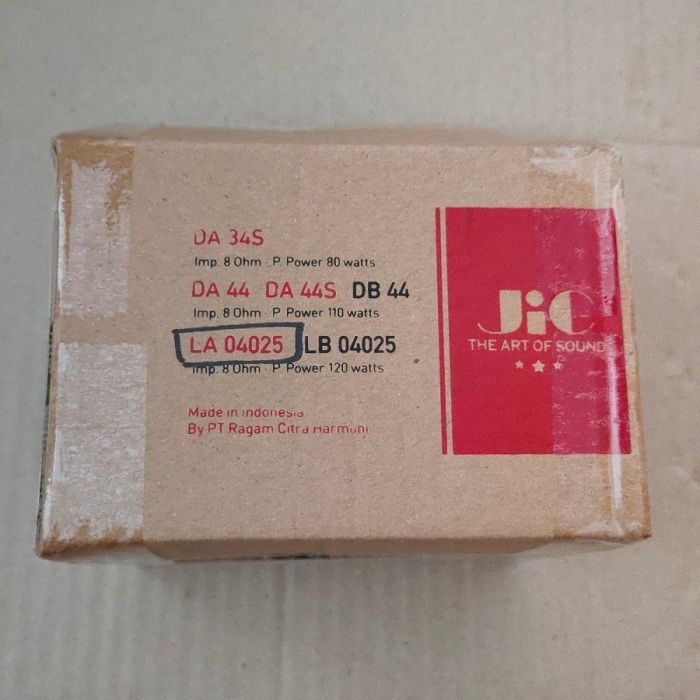 DA 34S
Imp. 8 Ohm · P. Power 80 watts
DA 44 DA 44S DB 44
Imp. 8 Ohm · P. Power 110 watts
LA 04025 LB 04025
Imp. 8 Ohm · P. Power 120 watts
Made in Indonesia
By PT Ragam Citra Harmoni
JiC
THE ART OF SOUND